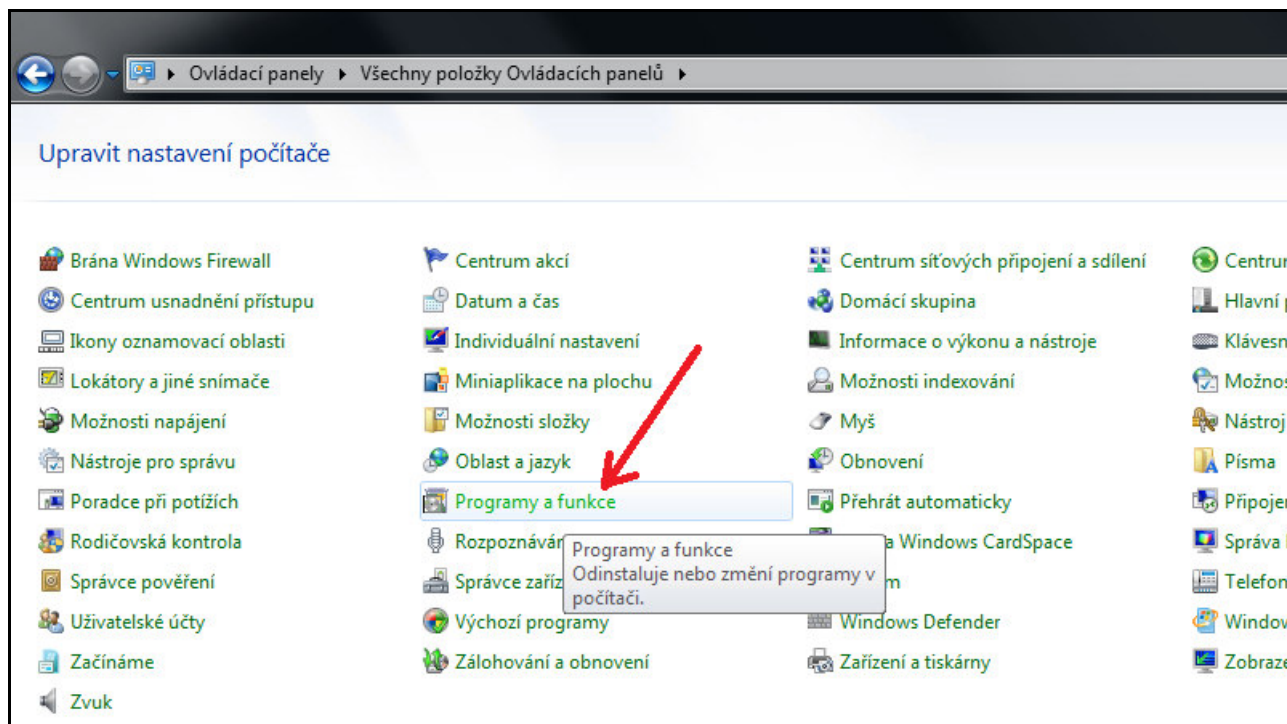 Ovládací panely Všechny položky Ovládacích panelů
Upravit nastavení počítače
Brána Windows Firewall
Centrum usnadnění přístupu
Ikony oznamovací oblasti
Lokátory a jiné snímače
Možnosti napájení
Nástroje pro správu
Poradce při potížích
Rodičovská kontrola
Správce pověření
Uživatelské účty
Začínáme
Zvuk
Centrum akcí
Datum a čas
Individuální nastavení
Miniaplikace na plochu
Možnosti složky
Oblast a jazyk
Programy a funkce
Rozpoznáván
Správce zaříz
Výchozí programy
Zálohování a obnovení
Programy a funkce
Odinstaluje nebo změní programy v
počítači.
Centrum síťových připojení a sdílení
Domácí skupina
Informace o výkonu a nástroje
Možnosti indexování
Myš
Obnovení
Přehrát automaticky
a Windows CardSpace
m
Windows Defender
Zařízení a tiskárny
Centrum
Hlavní
Klávesn
Možnos
Nástroj
Písma
Připojen
Správa
Telefon
Window
Zobraze